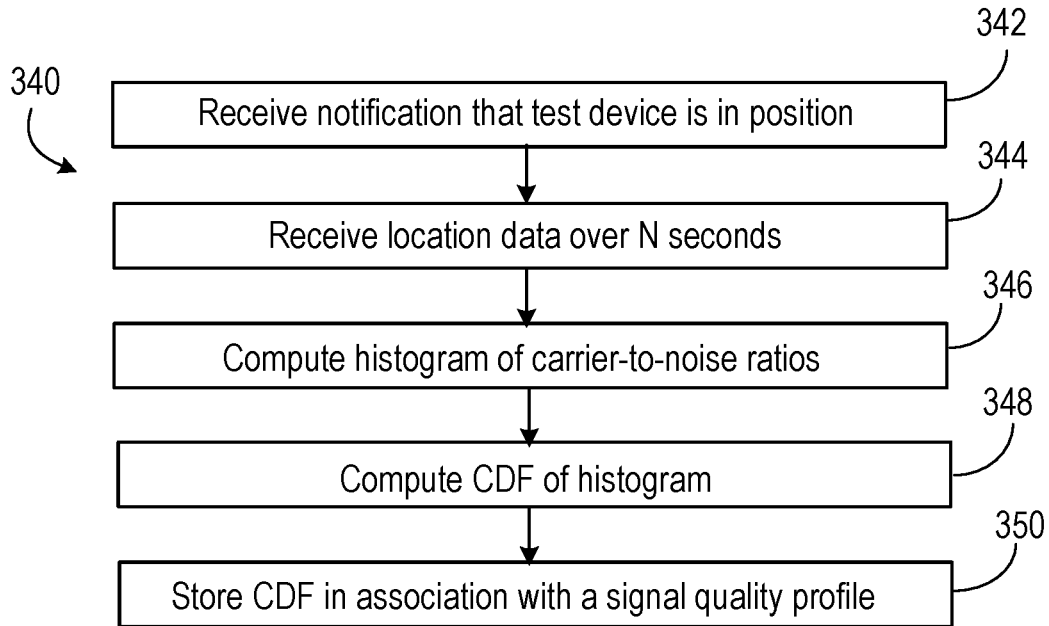 342
340
Receive notification that test device is in position
344
Receive location data over N seconds
346
Compute histogram of carrier-to-noise ratios
348
Compute CDF of histogram
350
Store CDF in association with a signal quality profile